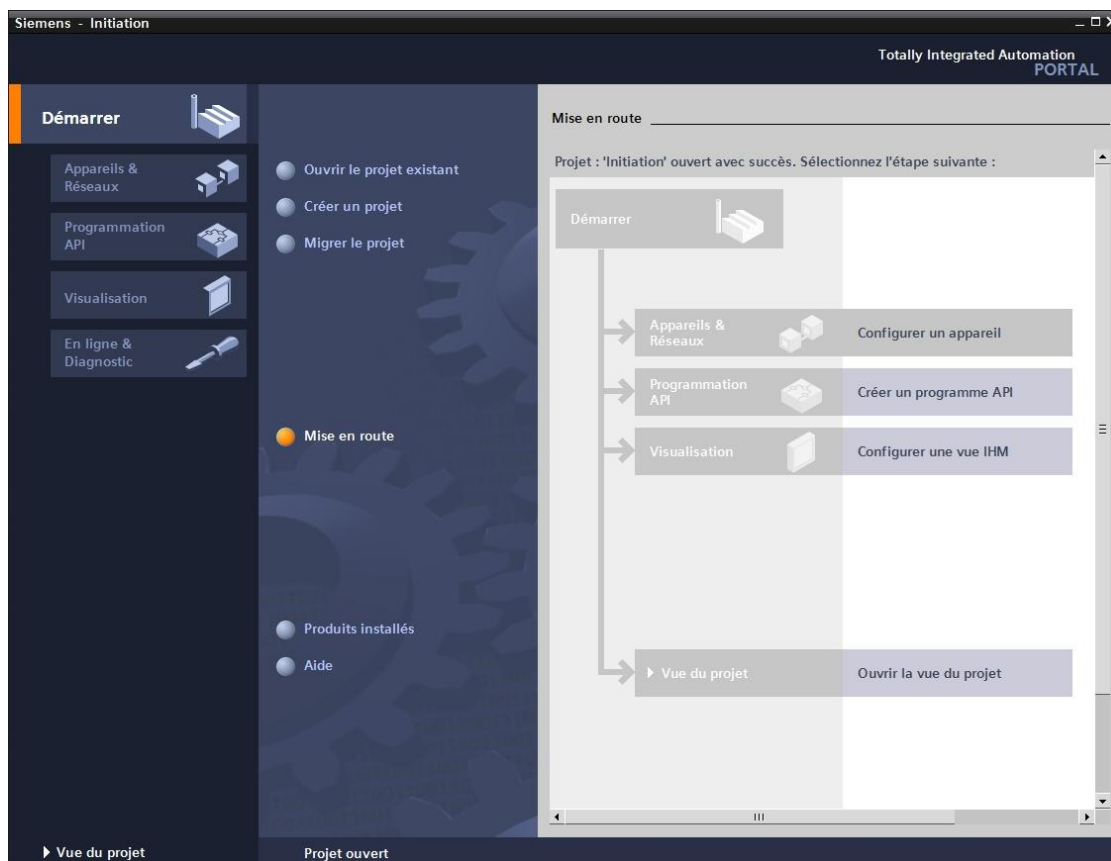 Siemens - Initiation
Totally Integrated Automation
PORTAL
Démarrer
Appareils &
Réseaux
Programmation
API
Visualisation
En ligne &
Diagnostic
Ouvrir le projet existant
Créer un projet
Migrer le projet
Mise en route
Produits installés
Aide
Mise en route
Projet : 'Initiation' ouvert avec succès. Sélectionnez l'étape suivante :
Démarrer
Appareils &
Réseaux
Configurer un appareil
Programmation
API
Créer un programme API
Visualisation
Configurer une vue IHM
Vue du projet
Ouvrir la vue du projet
Vue du projet
Projet ouvert